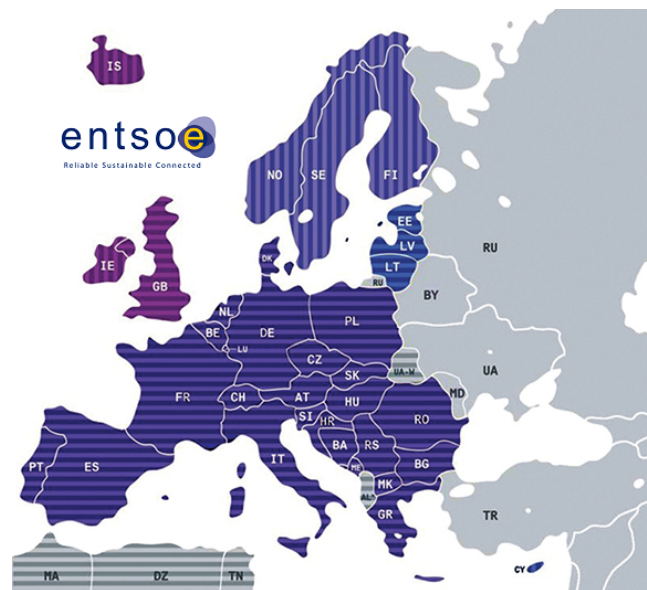 IS
entsoe
Reliable Sustainable Connected
NO
SE
FI
EE
RU
LV
IE
DK
LT
GB
RU
BY
NL
PL
BE
DE
LU
CZ
UA
UA-W
SK
MD
FR
CH
AT
HU
SI
HR
RO
BA
RS
IT
BG
PT
ES
ME
MK
AL*
GR
TR
CY
MA
DZ
TN